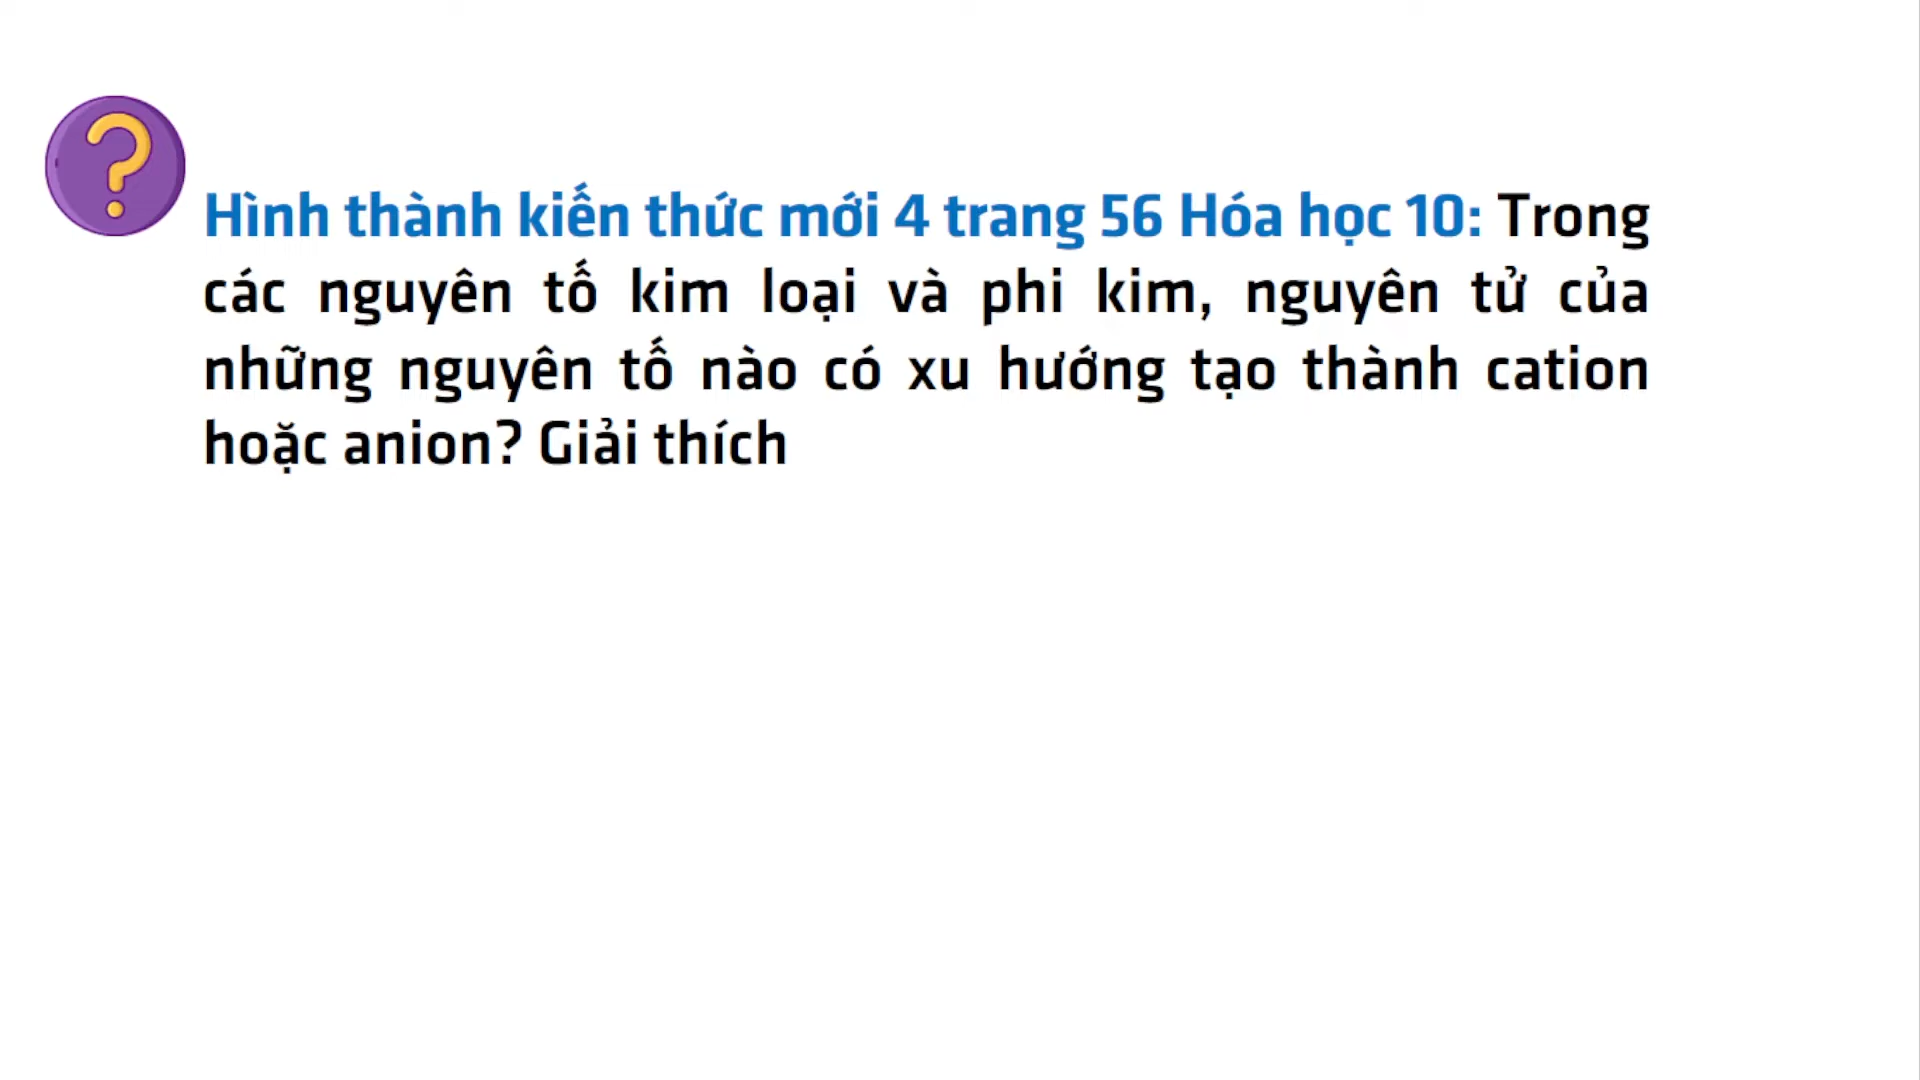 Hình thành kiến thức mới 4 trang 56 Hóa học 10: Trong
các nguyên tố kim loại và phi kim, nguyên tử của
những nguyên tố nào có xu hướng tạo thành cation
hoặc anion? Giải thích